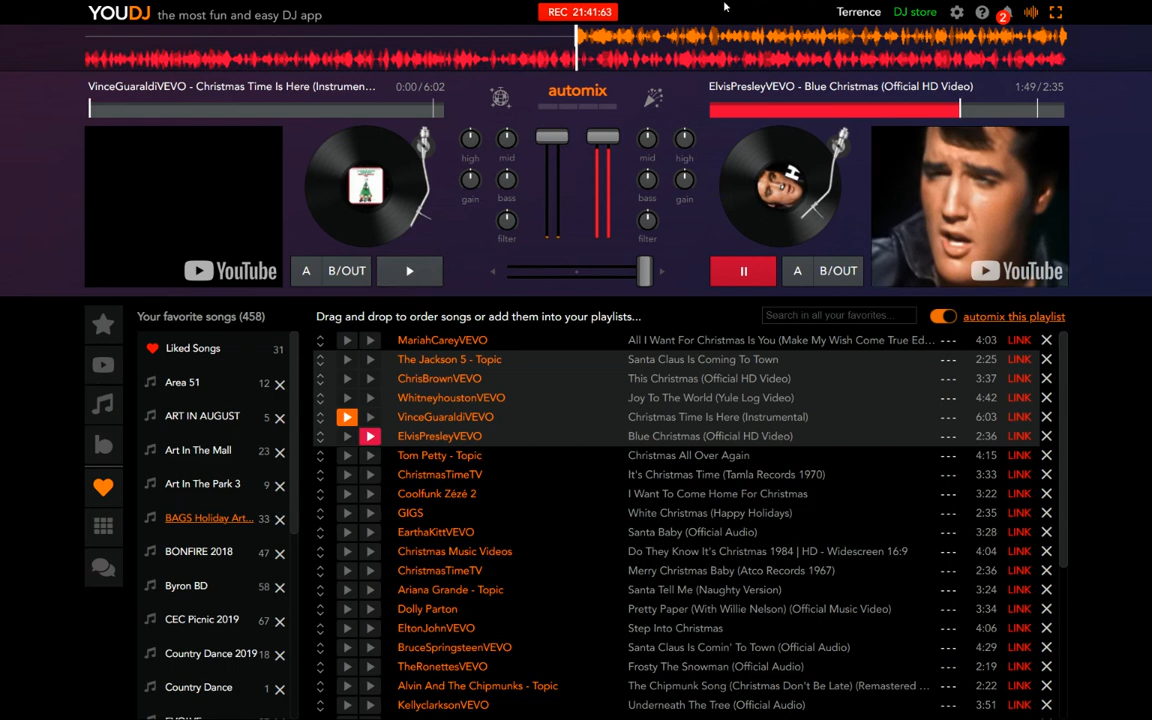 YOUDJ the most fun and easy DJ app
REC 21:41:63
Terrence DJ store 2
VinceGuaraldiVEVO - Christmas Time Is Here (Instrumen... 0:00/6:02
automix
ElvisPresleyVEVO - Blue Christmas (Official HD Video) 1:49/2:35
high mid mid high
gain bass bass gain
filter filter
YouTube A B/OUT A B/OUT YouTube
Your favorite songs (458)
Drag and drop to order songs or add them into your playlists...
Search in all your favorites...
automix this playlist
Liked Songs 31
Area 51 12
ART IN AUGUST 5
Art In The Mall 23
Art In The Park 3 9
BAGS Holiday Art... 33
BONFIRE 2018 47
Byron BD 58
CEC Picnic 2019 67
Country Dance 2019 18
Country Dance 1
MariahCareyVEVO All I Want For Christmas Is You (Make My Wish Come True Ed... --- 4:03 LINK
The Jackson 5 - Topic Santa Claus Is Coming To Town --- 2:25 LINK
ChrisBrownVEVO This Christmas (Official HD Video) --- 3:37 LINK
WhitneyhoustonVEVO Joy To The World (Yule Log Video) --- 4:42 LINK
VinceGuaraldiVEVO Christmas Time Is Here (Instrumental) --- 6:03 LINK
ElvisPresleyVEVO Blue Christmas (Official HD Video) --- 2:36 LINK
Tom Petty - Topic Christmas All Over Again --- 4:15 LINK
ChristmasTimeTV It's Christmas Time (Tamla Records 1970) --- 3:33 LINK
Coolfunk Zézé 2 I Want To Come Home For Christmas --- 3:22 LINK
GIGS White Christmas (Happy Holidays) --- 2:35 LINK
EarthaKittVEVO Santa Baby (Official Audio) --- 3:28 LINK
Christmas Music Videos Do They Know It's Christmas 1984 | HD - Widescreen 16:9 --- 4:04 LINK
ChristmasTimeTV Merry Christmas Baby (Atco Records 1967) --- 2:36 LINK
Ariana Grande - Topic Santa Tell Me (Naughty Version) --- 3:24 LINK
Dolly Parton Pretty Paper (With Willie Nelson) (Official Music Video) --- 3:34 LINK
EltonJohnVEVO Step Into Christmas --- 4:06 LINK
BruceSpringsteenVEVO Santa Claus Is Comin' To Town (Official Audio) --- 4:29 LINK
TheRonettesVEVO Frosty The Snowman (Official Audio) --- 2:19 LINK
Alvin And The Chipmunks - Topic The Chipmunk Song (Christmas Don't Be Late) (Remastered ... --- 2:22 LINK
KellyclarksonVEVO Underneath The Tree (Official Audio) --- 3:51 LINK